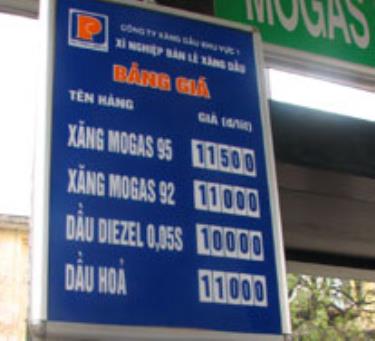 MOGAS
CÔNG TY XĂNG DẦU KHU VỰC 1
XÍ NGHIỆP BÁN LẺ XĂNG DẦU
BẢNG GIÁ
TÊN HÀNG GIÁ (đ/lít)
XĂNG MOGAS 95 11500
XĂNG MOGAS 92 11000
DẦU DIEZEL 0,05S 10000
DẦU HOẢ 11000